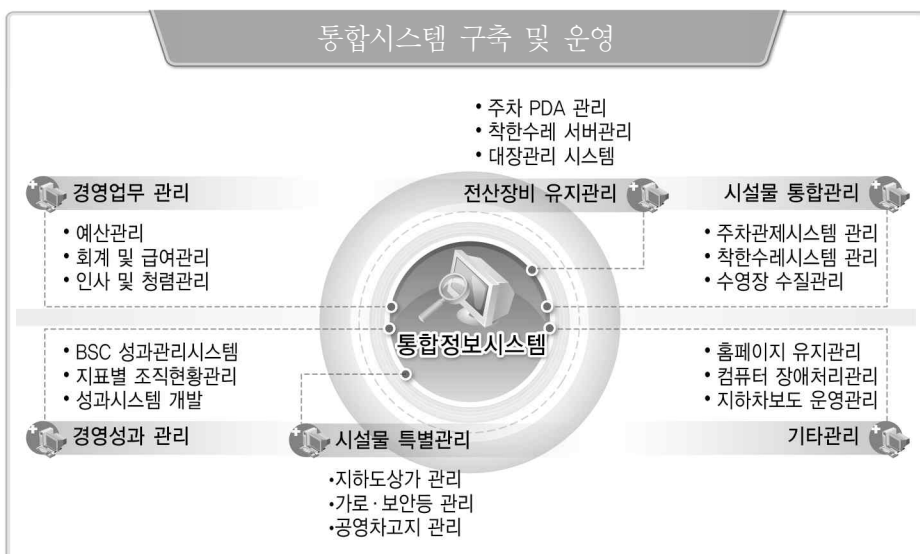 통합시스템 구축 및 운영
• 주차 PDA 관리
• 착한수레 서버관리
• 대장관리 시스템
경영업무 관리
전산장비 유지관리
시설물 통합관리
• 예산관리
• 회계 및 급여관리
• 인사 및 청렴관리
• 주차관제시스템 관리
• 착한수레시스템 관리
• 수영장 수질관리
통합정보시스템
• BSC 성과관리시스템
• 지표별 조직현황관리
• 성과시스템 개발
• 홈페이지 유지관리
• 컴퓨터 장애처리관리
• 지하차보도 운영관리
경영성과 관리
시설물 특별관리
기타관리
•지하도상가 관리
•가로·보안등 관리
•공영차고지 관리